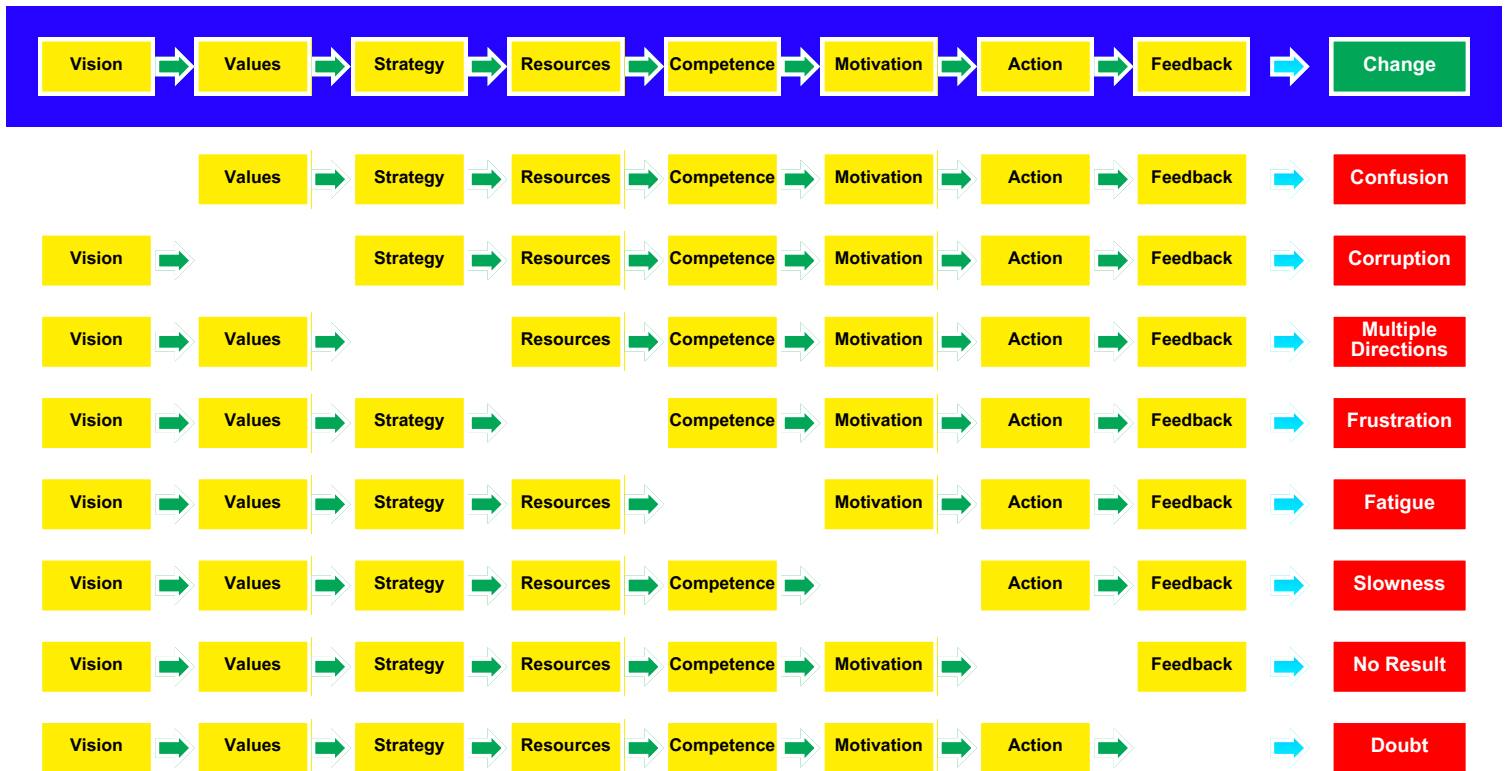 Vision Values Strategy Resources Competence Motivation Action Feedback Change
Values Strategy Resources Competence Motivation Action Feedback Confusion
Vision Strategy Resources Competence Motivation Action Feedback Corruption
Vision Values Resources Competence Motivation Action Feedback Multiple
Directions
Vision Values Strategy Competence Motivation Action Feedback Frustration
Vision Values Strategy Resources Motivation Action Feedback Fatigue
Vision Values Strategy Resources Competence Action Feedback Slowness
Vision Values Strategy Resources Competence Motivation Feedback No Result
Vision Values Strategy Resources Competence Motivation Action Doubt